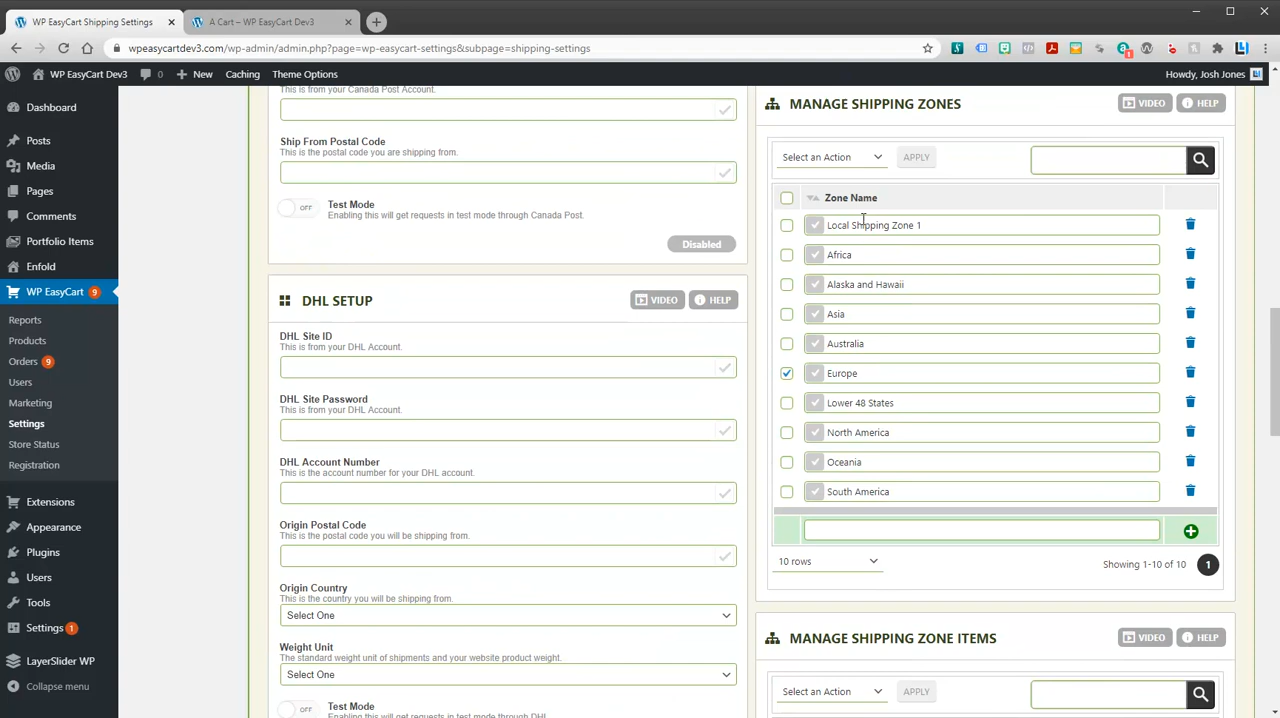 WP EasyCart Shipping Settings
A Cart – WP EasyCart Dev3
wpeasycartdev3.com/wp-admin/admin.php?page=wp-easycart-settings&subpage=shipping-settings
WP EasyCart Dev3
0
New
Caching
Theme Options
Howdy, Josh Jones
Dashboard
Posts
Media
Pages
Comments
Portfolio Items
Enfold
WP EasyCart 9
Reports
Products
Orders 9
Users
Marketing
Settings
Store Status
Registration
Extensions
Appearance
Plugins
Users
Tools
Settings 1
LayerSlider WP
Collapse menu
This is from your Canada Post Account.
Ship From Postal Code
This is the postal code you are shipping from.
OFF
Test Mode
Enabling this will get requests in test mode through Canada Post.
Disabled
DHL SETUP
VIDEO
HELP
DHL Site ID
This is from your DHL Account.
DHL Site Password
This is from your DHL Account.
DHL Account Number
This is the account number for your DHL account.
Origin Postal Code
This is the postal code you will be shipping from.
Origin Country
This is the country you will be shipping from.
Select One
Weight Unit
The standard weight unit of shipments and your website product weight.
Select One
OFF
Test Mode
Enabling this will get requests in test mode through DHL
MANAGE SHIPPING ZONES
VIDEO
HELP
Select an Action
APPLY
Zone Name
Local Shipping Zone 1
Africa
Alaska and Hawaii
Asia
Australia
Europe
Lower 48 States
North America
Oceania
South America
10 rows
Showing 1-10 of 10
1
MANAGE SHIPPING ZONE ITEMS
VIDEO
HELP
Select an Action
APPLY